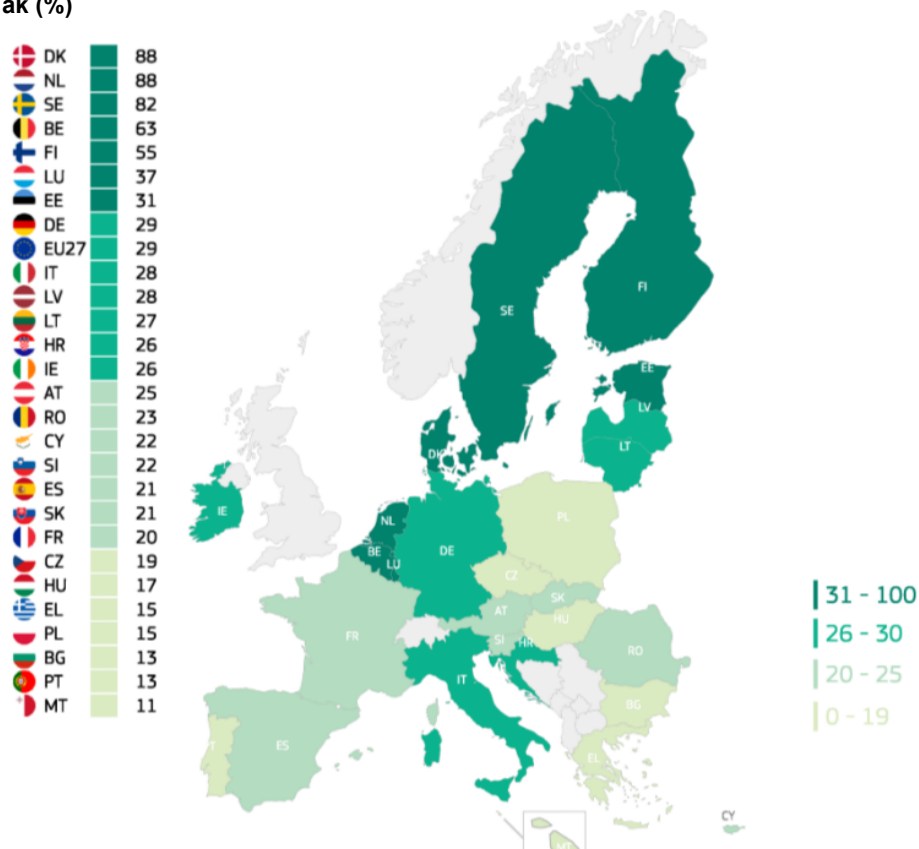 ak (%)
DK 88
NL 88
SE 82
BE 63
FI 55
LU 37
EE 31
DE 29
EU27 29
IT 28
LV 28
LT 27
HR 26
IE 26
AT 25
RO 23
CY 22
SI 22
ES 21
SK 21
FR 20
CZ 19
HU 17
EL 15
PL 15
BG 13
PT 13
MT 11
FI
SE
EE
LV
LT
DK
IE
NL
PL
BE
DE
LU
CZ
SK
AT
HU
FR
SI
HR
RO
IT
BG
T
ES
EL
CY
MT
31 - 100
26 - 30
20 - 25
0 - 19